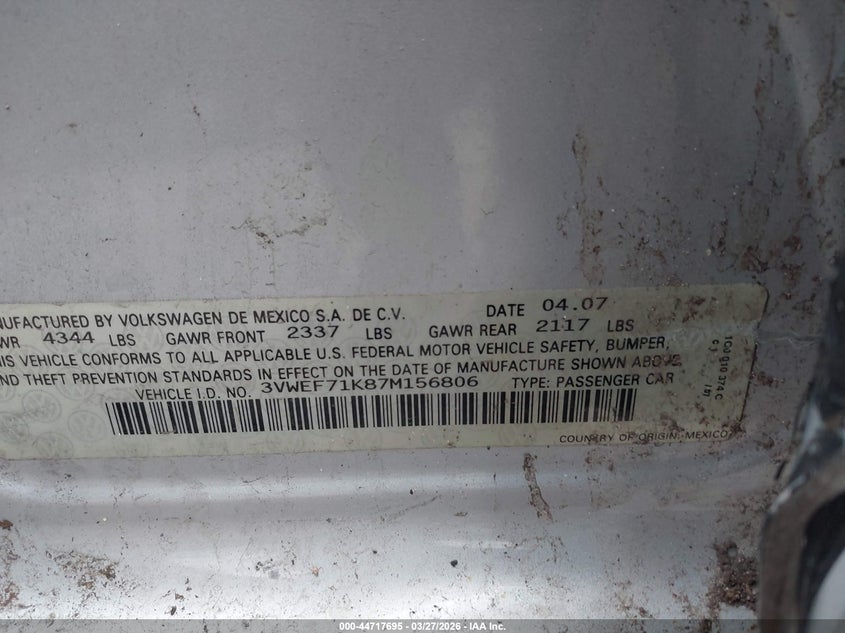 NUFACTURED BY VOLKSWAGEN DE MEXICO S.A. DE C.V. DATE 04.07
WR 4344 LBS GAWR FRONT 2337 LBS GAWR REAR 2117 LBS
IS VEHICLE CONFORMS TO ALL APPLICABLE U.S. FEDERAL MOTOR VEHICLE SAFETY, BUMPER,
ND THEFT PREVENTION STANDARDS IN EFFECT ON THE DATE OF MANUFACTURE SHOWN ABOVE
VEHICLE I.D. NO. 3VWEF71K87M156806 TYPE: PASSENGER CAR
COUNTRY OF ORIGIN: MEXICO
1C0 010 374 C
000-44717695 - 03/27/2026 - IAA Inc.